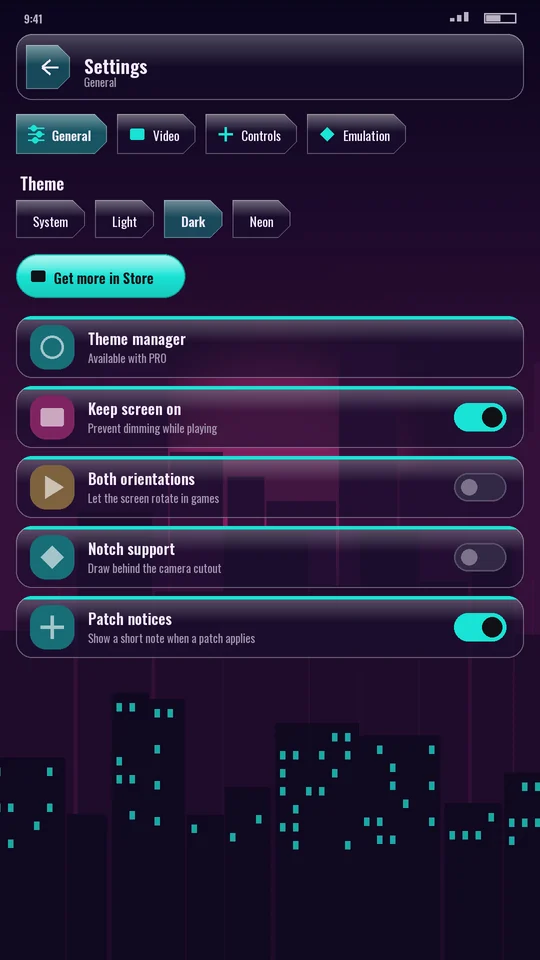 9:41
Settings
General
General
Video
Controls
Emulation
Theme
System
Light
Dark
Neon
Get more in Store
Theme manager
Available with PRO
Keep screen on
Prevent dimming while playing
Both orientations
Let the screen rotate in games
Notch support
Draw behind the camera cutout
Patch notices
Show a short note when a patch applies